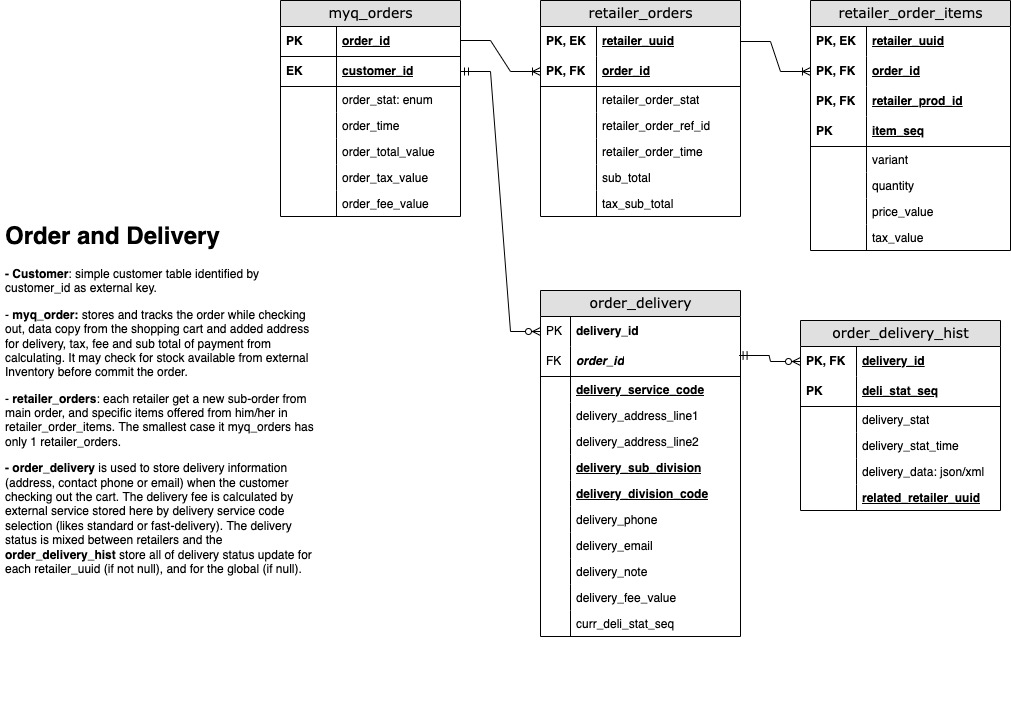 myq_orders
PK order_id
EK customer_id
order_stat: enum
order_time
order_total_value
order_tax_value
order_fee_value
retailer_orders
PK, EK retailer_uuid
PK, FK order_id
retailer_order_stat
retailer_order_ref_id
retailer_order_time
sub_total
tax_sub_total
retailer_order_items
PK, EK retailer_uuid
PK, FK order_id
PK, FK retailer_prod_id
PK item_seq
variant
quantity
price_value
tax_value
Order and Delivery
- Customer: simple customer table identified by
customer_id as external key.
- myq_order: stores and tracks the order while checking
out, data copy from the shopping cart and added address
for delivery, tax, fee and sub total of payment from
calculating. It may check for stock available from external
Inventory before commit the order.
- retailer_orders: each retailer get a new sub-order from
main order, and specific items offered from him/her in
retailer_order_items. The smallest case it myq_orders has
only 1 retailer_orders.
- order_delivery is used to store delivery information
(address, contact phone or email) when the customer
checking out the cart. The delivery fee is calculated by
external service stored here by delivery service code
selection (likes standard or fast-delivery). The delivery
status is mixed between retailers and the
order_delivery_hist store all of delivery status update for
each retailer_uuid (if not null), and for the global (if null).
order_delivery
PK delivery_id
FK order_id
delivery_service_code
delivery_address_line1
delivery_address_line2
delivery_sub_division
delivery_division_code
delivery_phone
delivery_email
delivery_note
delivery_fee_value
curr_deli_stat_seq
order_delivery_hist
PK, FK delivery_id
PK deli_stat_seq
delivery_stat
delivery_stat_time
delivery_data: json/xml
related_retailer_uuid